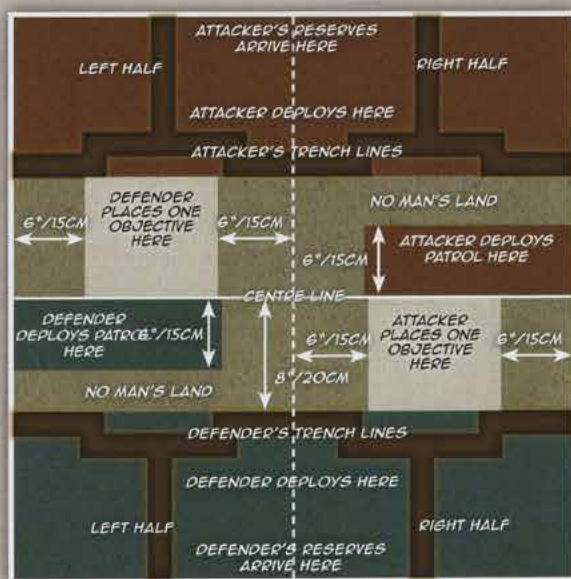 ATTACKER'S RESERVES
ARRIVE HERE
LEFT HALF
RIGHT HALF
ATTACKER DEPLOYS HERE
ATTACKER'S TRENCH LINES
DEFENDER
PLACES ONE
OBJECTIVE
HERE
6"/15CM
6"/15CM
NO MAN'S LAND
6"/15CM
ATTACKER DEPLOYS
PATROL HERE
CENTRE LINE
DEFENDER
DEPLOYS PATROL
HERE
6"/15CM
8"/20CM
6"/15CM
ATTACKER
PLACES ONE
OBJECTIVE
HERE
6"/15CM
NO MAN'S LAND
DEFENDER'S TRENCH LINES
DEFENDER DEPLOYS HERE
LEFT HALF
RIGHT HALF
DEFENDER'S RESERVES
ARRIVE HERE